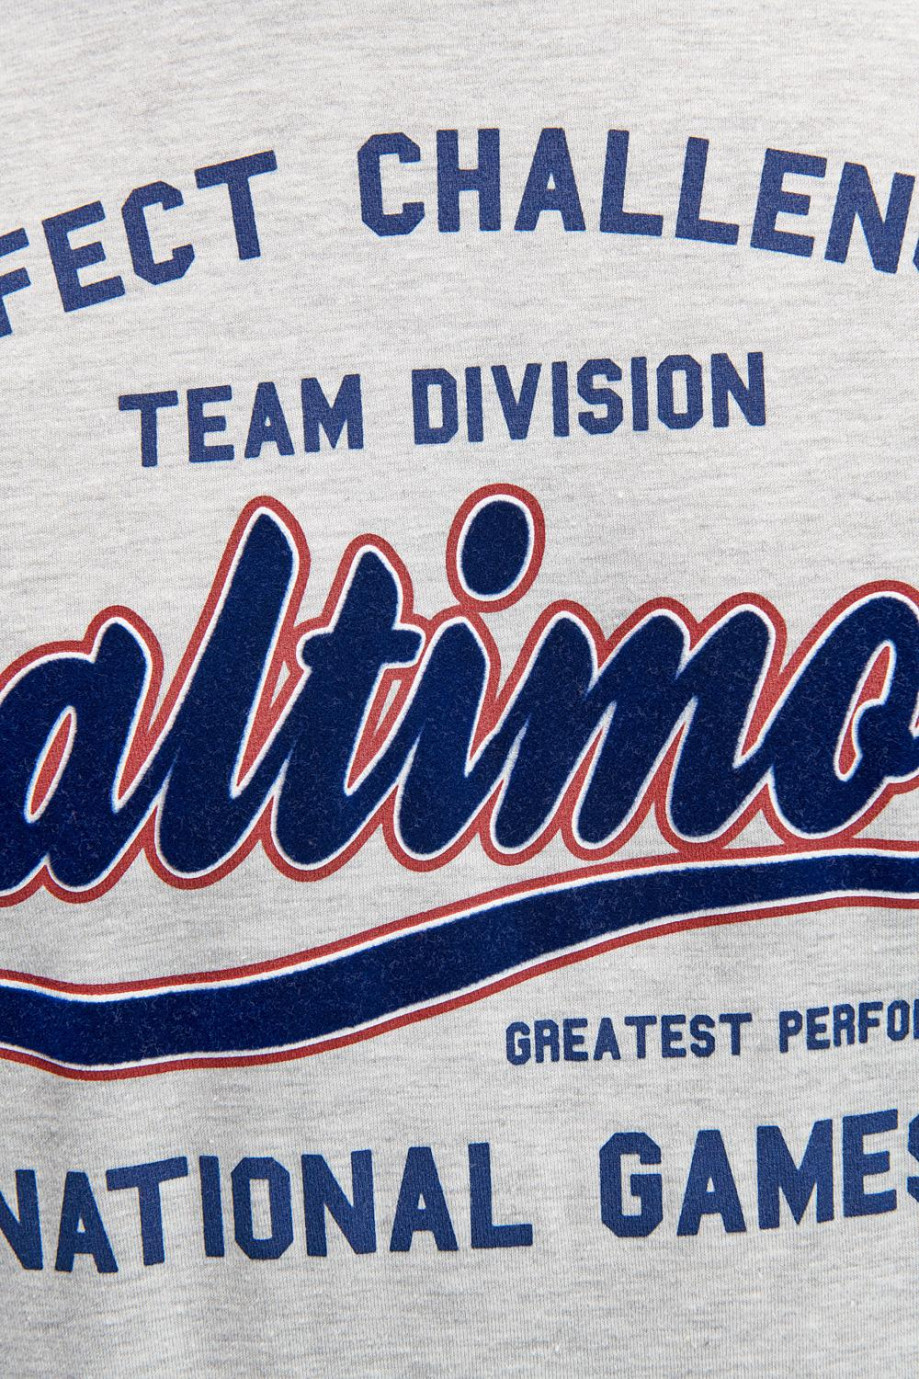 FECT CHALLEN
TEAM DIVISION
altimo
GREATEST PERFO
NATIONAL GAMES